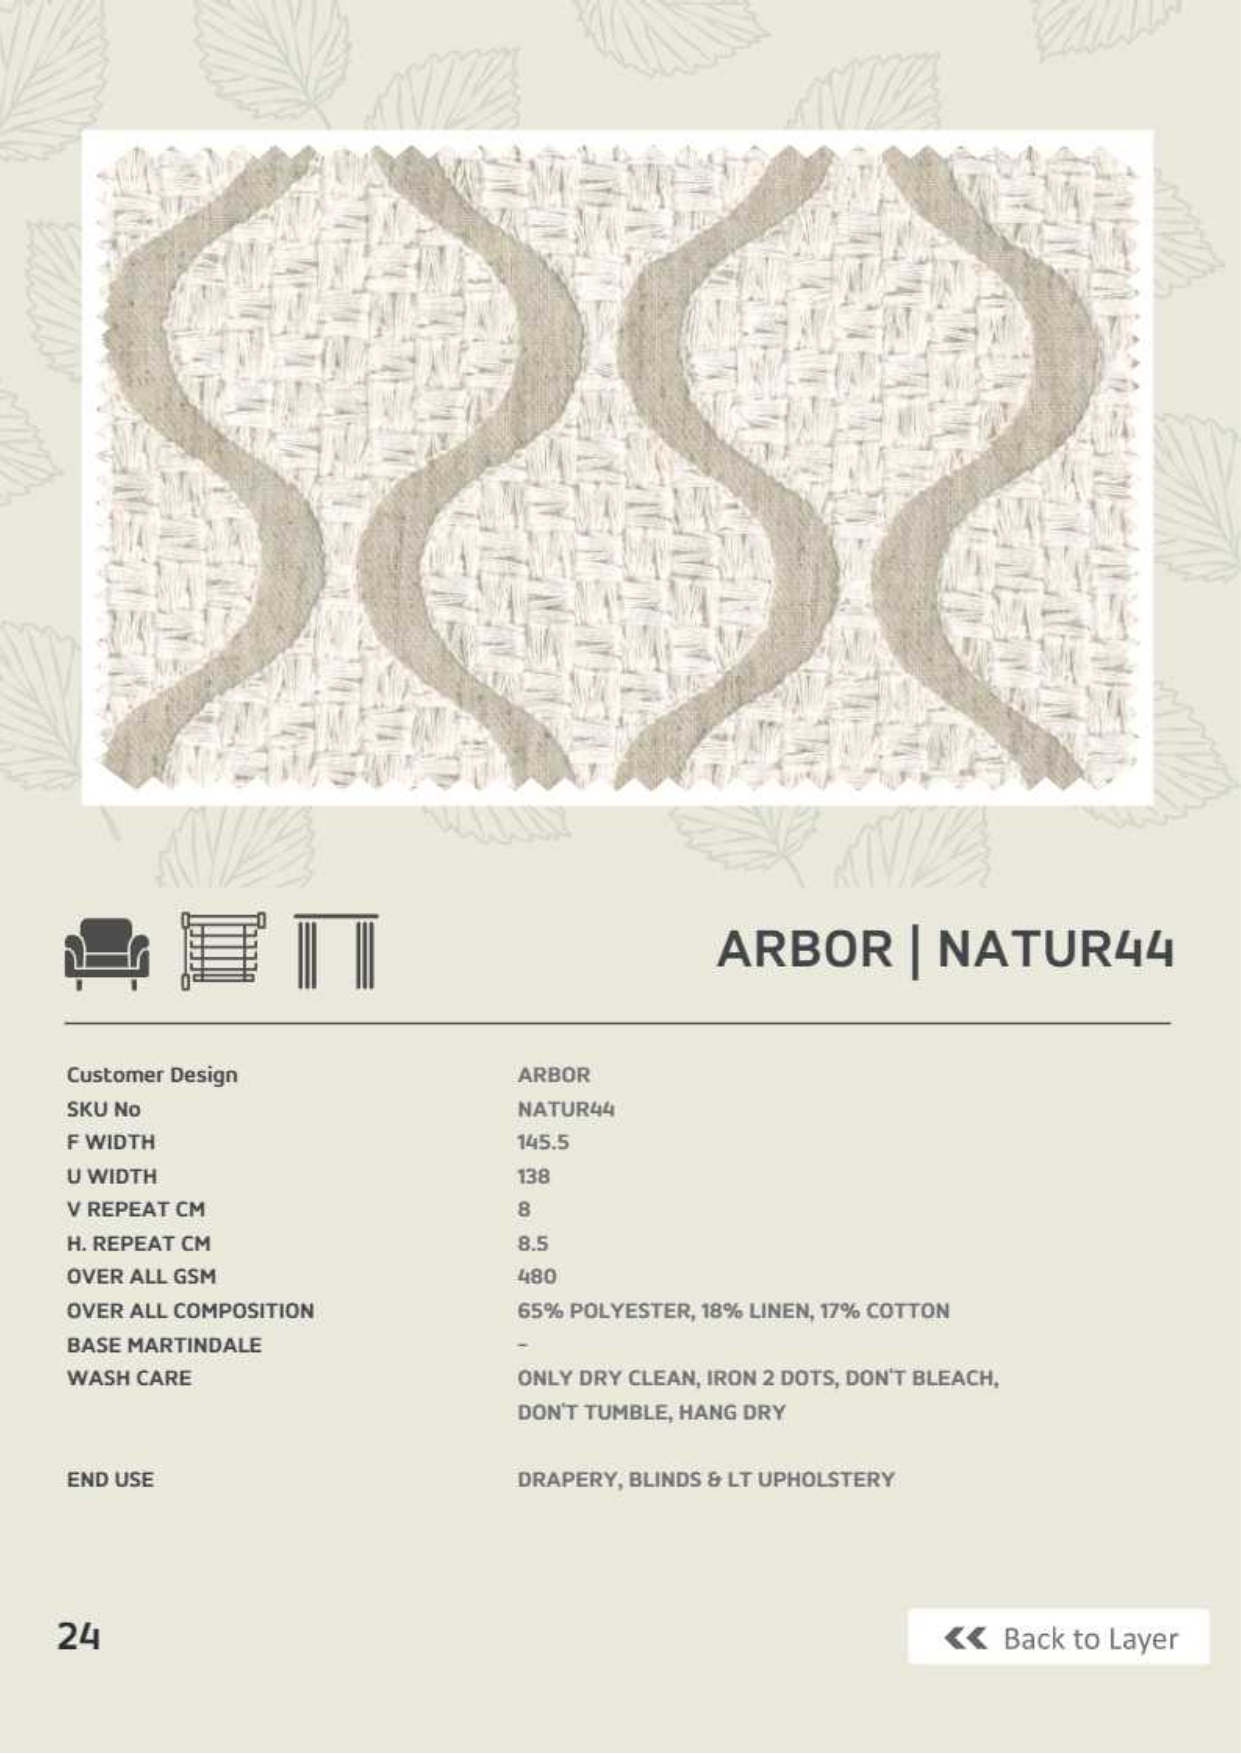 ARBOR | NATUR44
Customer Design ARBOR
SKU No NATUR44
F WIDTH 145.5
U WIDTH 138
V REPEAT CM 8
H. REPEAT CM 8.5
OVER ALL GSM 480
OVER ALL COMPOSITION 65% POLYESTER, 18% LINEN, 17% COTTON
BASE MARTINDALE –
WASH CARE ONLY DRY CLEAN, IRON 2 DOTS, DON'T BLEACH,
DON'T TUMBLE, HANG DRY
END USE DRAPERY, BLINDS & LT UPHOLSTERY
24
Back to Layer